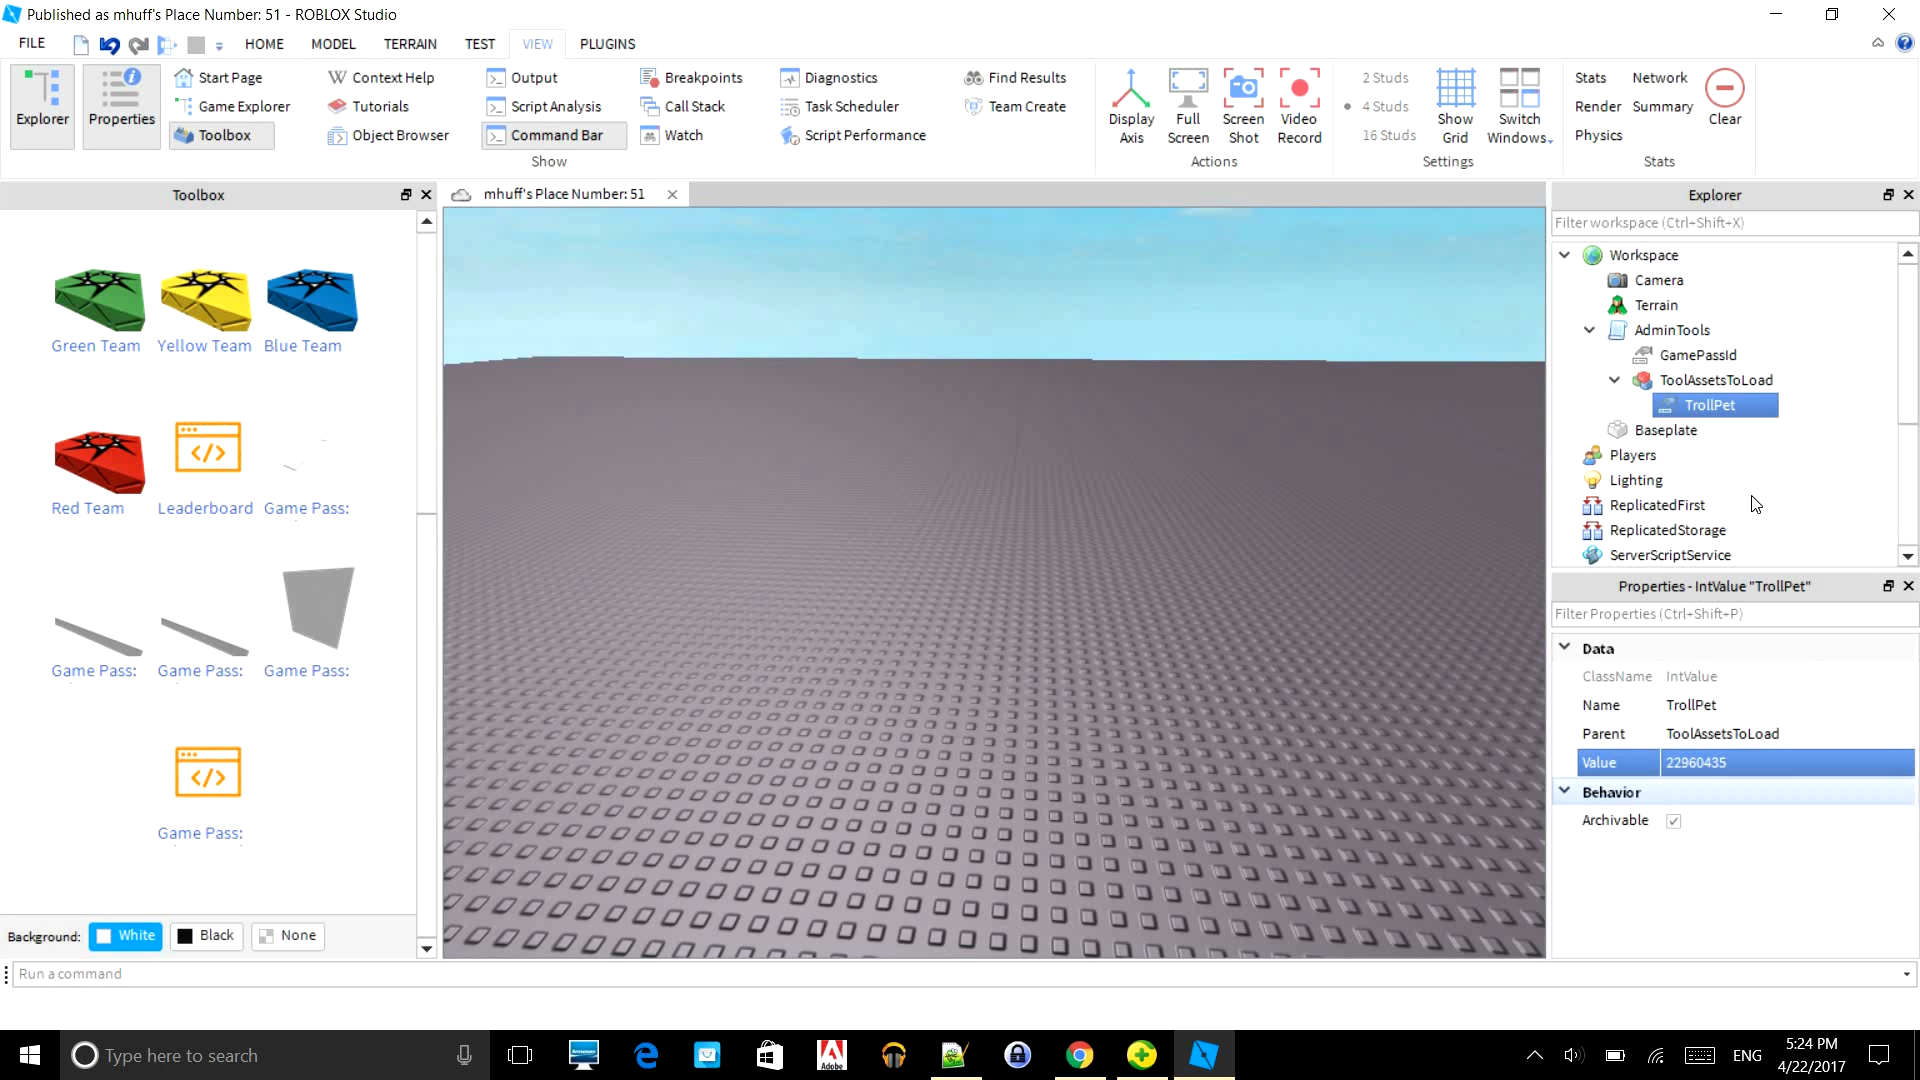 Published as mhuff's Place Number: 51 - ROBLOX Studio
FILE HOME MODEL TERRAIN TEST VIEW PLUGINS
Explorer
Properties
Start Page
Game Explorer
Toolbox
Context Help
Tutorials
Object Browser
Output
Script Analysis
Command Bar
Breakpoints
Call Stack
Watch
Diagnostics
Task Scheduler
Script Performance
Find Results
Team Create
Show
Display Axis
Full Screen
Screen Shot
Video Record
Actions
2 Studs
4 Studs
16 Studs
Show Grid
Switch Windows
Settings
Stats Network
Render Summary
Physics
Clear
Stats
Toolbox
Green Team Yellow Team Blue Team
Red Team Leaderboard Game Pass:
Game Pass: Game Pass: Game Pass:
Game Pass:
Background: White Black None
mhuff's Place Number: 51
Explorer
Filter workspace (Ctrl+Shift+X)
Workspace
Camera
Terrain
AdminTools
GamePassId
ToolAssetsToLoad
TrollPet
Baseplate
Players
Lighting
ReplicatedFirst
ReplicatedStorage
ServerScriptService
Properties - IntValue "TrollPet"
Filter Properties (Ctrl+Shift+P)
Data
ClassName IntValue
Name TrollPet
Parent ToolAssetsToLoad
Value 22960435
Behavior
Archivable
Run a command
Type here to search
lenovo
Adobe
ENG
5:24 PM
4/22/2017